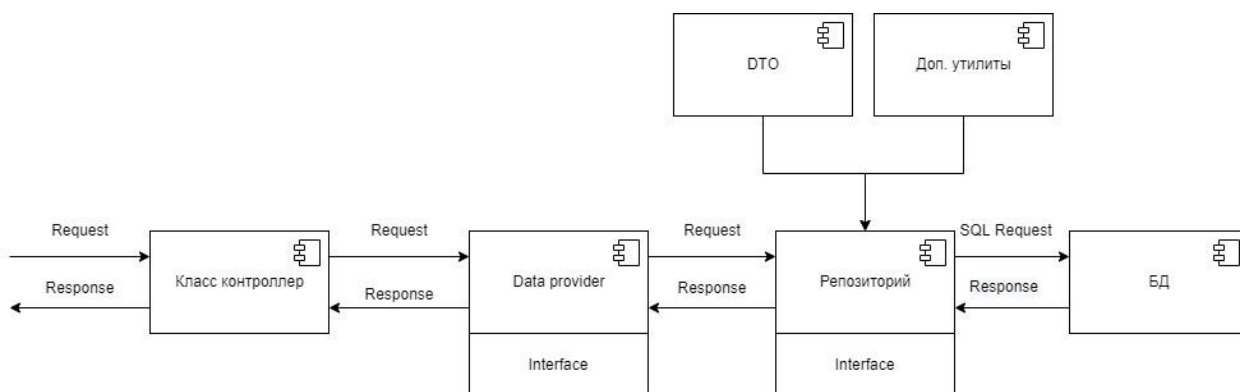 DTO
Доп. утилиты
Request
Request
Request
SQL Request
Класс контроллер
Data provider
Репозиторий
БД
Response
Response
Response
Response
Interface
Interface